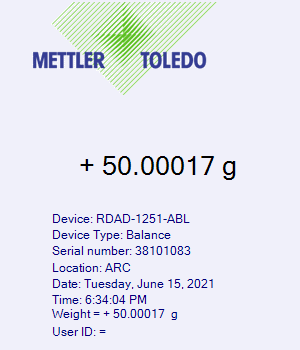 METTLER TOLEDO
+ 50.00017 g
Device: RDAD-1251-ABL
Device Type: Balance
Serial number: 38101083
Location: ARC
Date: Tuesday, June 15, 2021
Time: 6:34:04 PM
Weight = + 50.00017 g
User ID: =